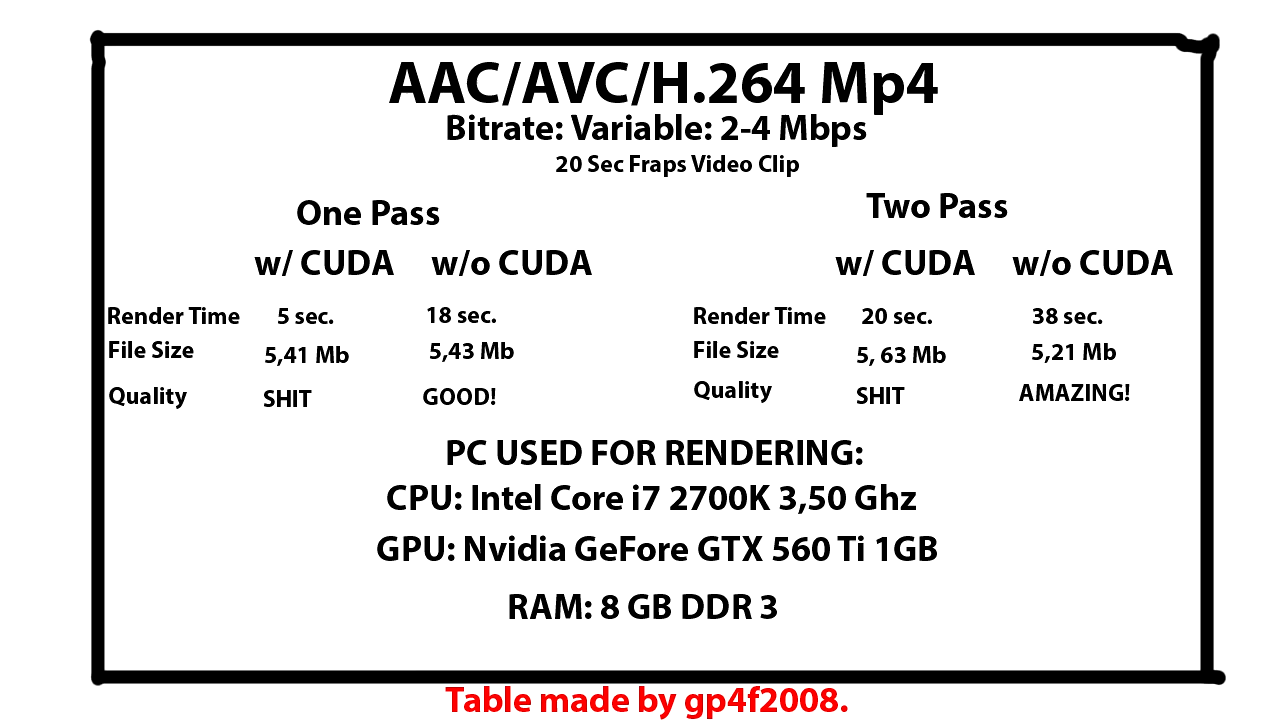 AAC/AVC/H.264 Mp4
Bitrate: Variable: 2-4 Mbps
20 Sec Fraps Video Clip
One Pass
w/ CUDA w/o CUDA
Render Time 5 sec. 18 sec.
File Size 5,41 Mb 5,43 Mb
Quality SHIT GOOD!
Two Pass
w/ CUDA w/o CUDA
Render Time 20 sec. 38 sec.
File Size 5, 63 Mb 5,21 Mb
Quality SHIT AMAZING!
PC USED FOR RENDERING:
CPU: Intel Core i7 2700K 3,50 Ghz
GPU: Nvidia GeFore GTX 560 Ti 1GB
RAM: 8 GB DDR 3
Table made by gp4f2008.